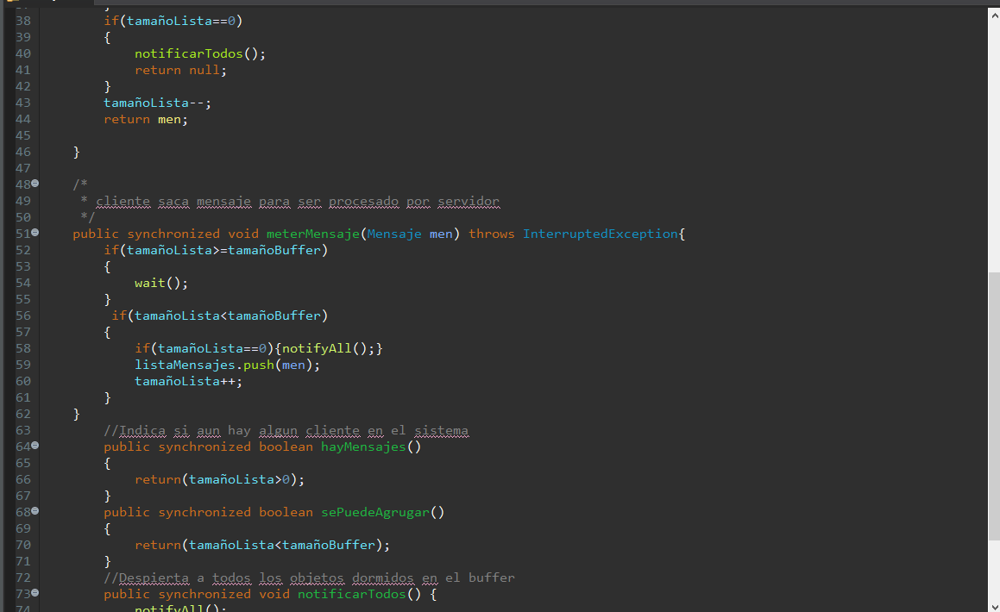 38 if(tamañoLista==0)
39 {
40 notificarTodos();
41 return null;
42 }
43 tamañoLista--;
44 return men;
45
46 }
47
48 /*
49 * cliente saca mensaje para ser procesado por servidor
50 */
51 public synchronized void meterMensaje(Mensaje men) throws InterruptedException{
52 if(tamañoLista>=tamañoBuffer)
53 {
54 wait();
55 }
56 if(tamañoLista<tamañoBuffer)
57 {
58 if(tamañoLista==0){notifyAll();}
59 listaMensajes.push(men);
60 tamañoLista++;
61 }
62 }
63 //Indica si aun hay algun cliente en el sistema
64 public synchronized boolean hayMensajes()
65 {
66 return(tamañoLista>0);
67 }
68 public synchronized boolean sePuedeAgrugar()
69 {
70 return(tamañoLista<tamañoBuffer);
71 }
72 //Despierta a todos los objetos dormidos en el buffer
73 public synchronized void notificarTodos() {
74 notifyAll();